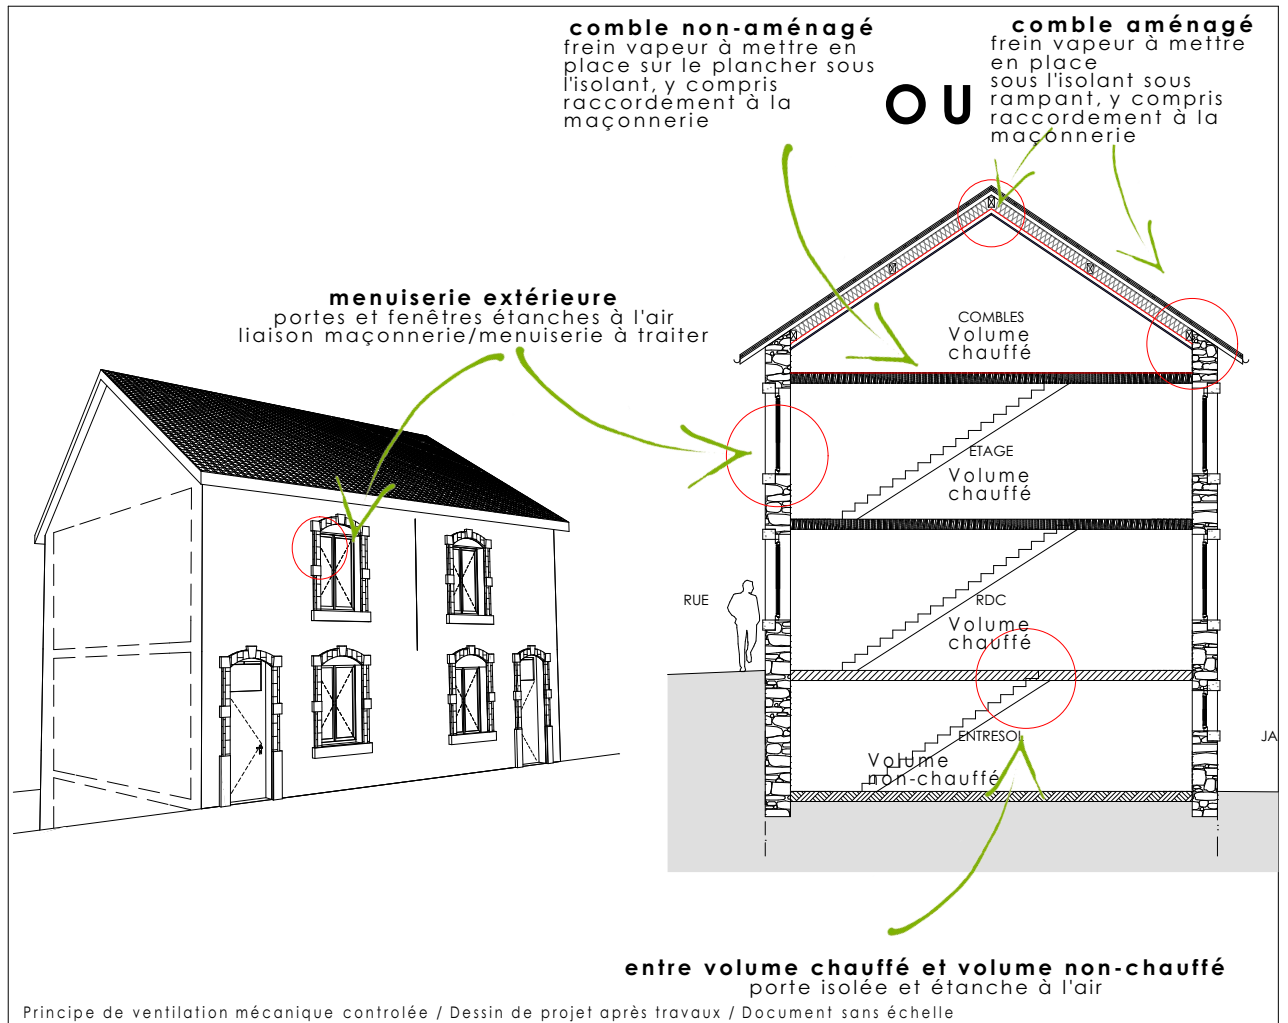 comble non-aménagé
frein vapeur à mettre en
place sur le plancher sous
l'isolant, y compris
raccordement à la
maçonnerie
OU
comble aménagé
frein vapeur à mettre
en place
sous l'isolant sous
rampant, y compris
raccordement à la
maçonnerie
menuiserie extérieure
portes et fenêtres étanches à l'air
liaison maçonnerie/menuiserie à traiter
COMBLES
Volume
chauffé
ETAGE
Volume
chauffé
RUE
RDC
Volume
chauffé
ENTRESOL
JA
Volume
non-chauffé
entre volume chauffé et volume non-chauffé
porte isolée et étanche à l'air
Principe de ventilation mécanique controlée / Dessin de projet après travaux / Document sans échelle